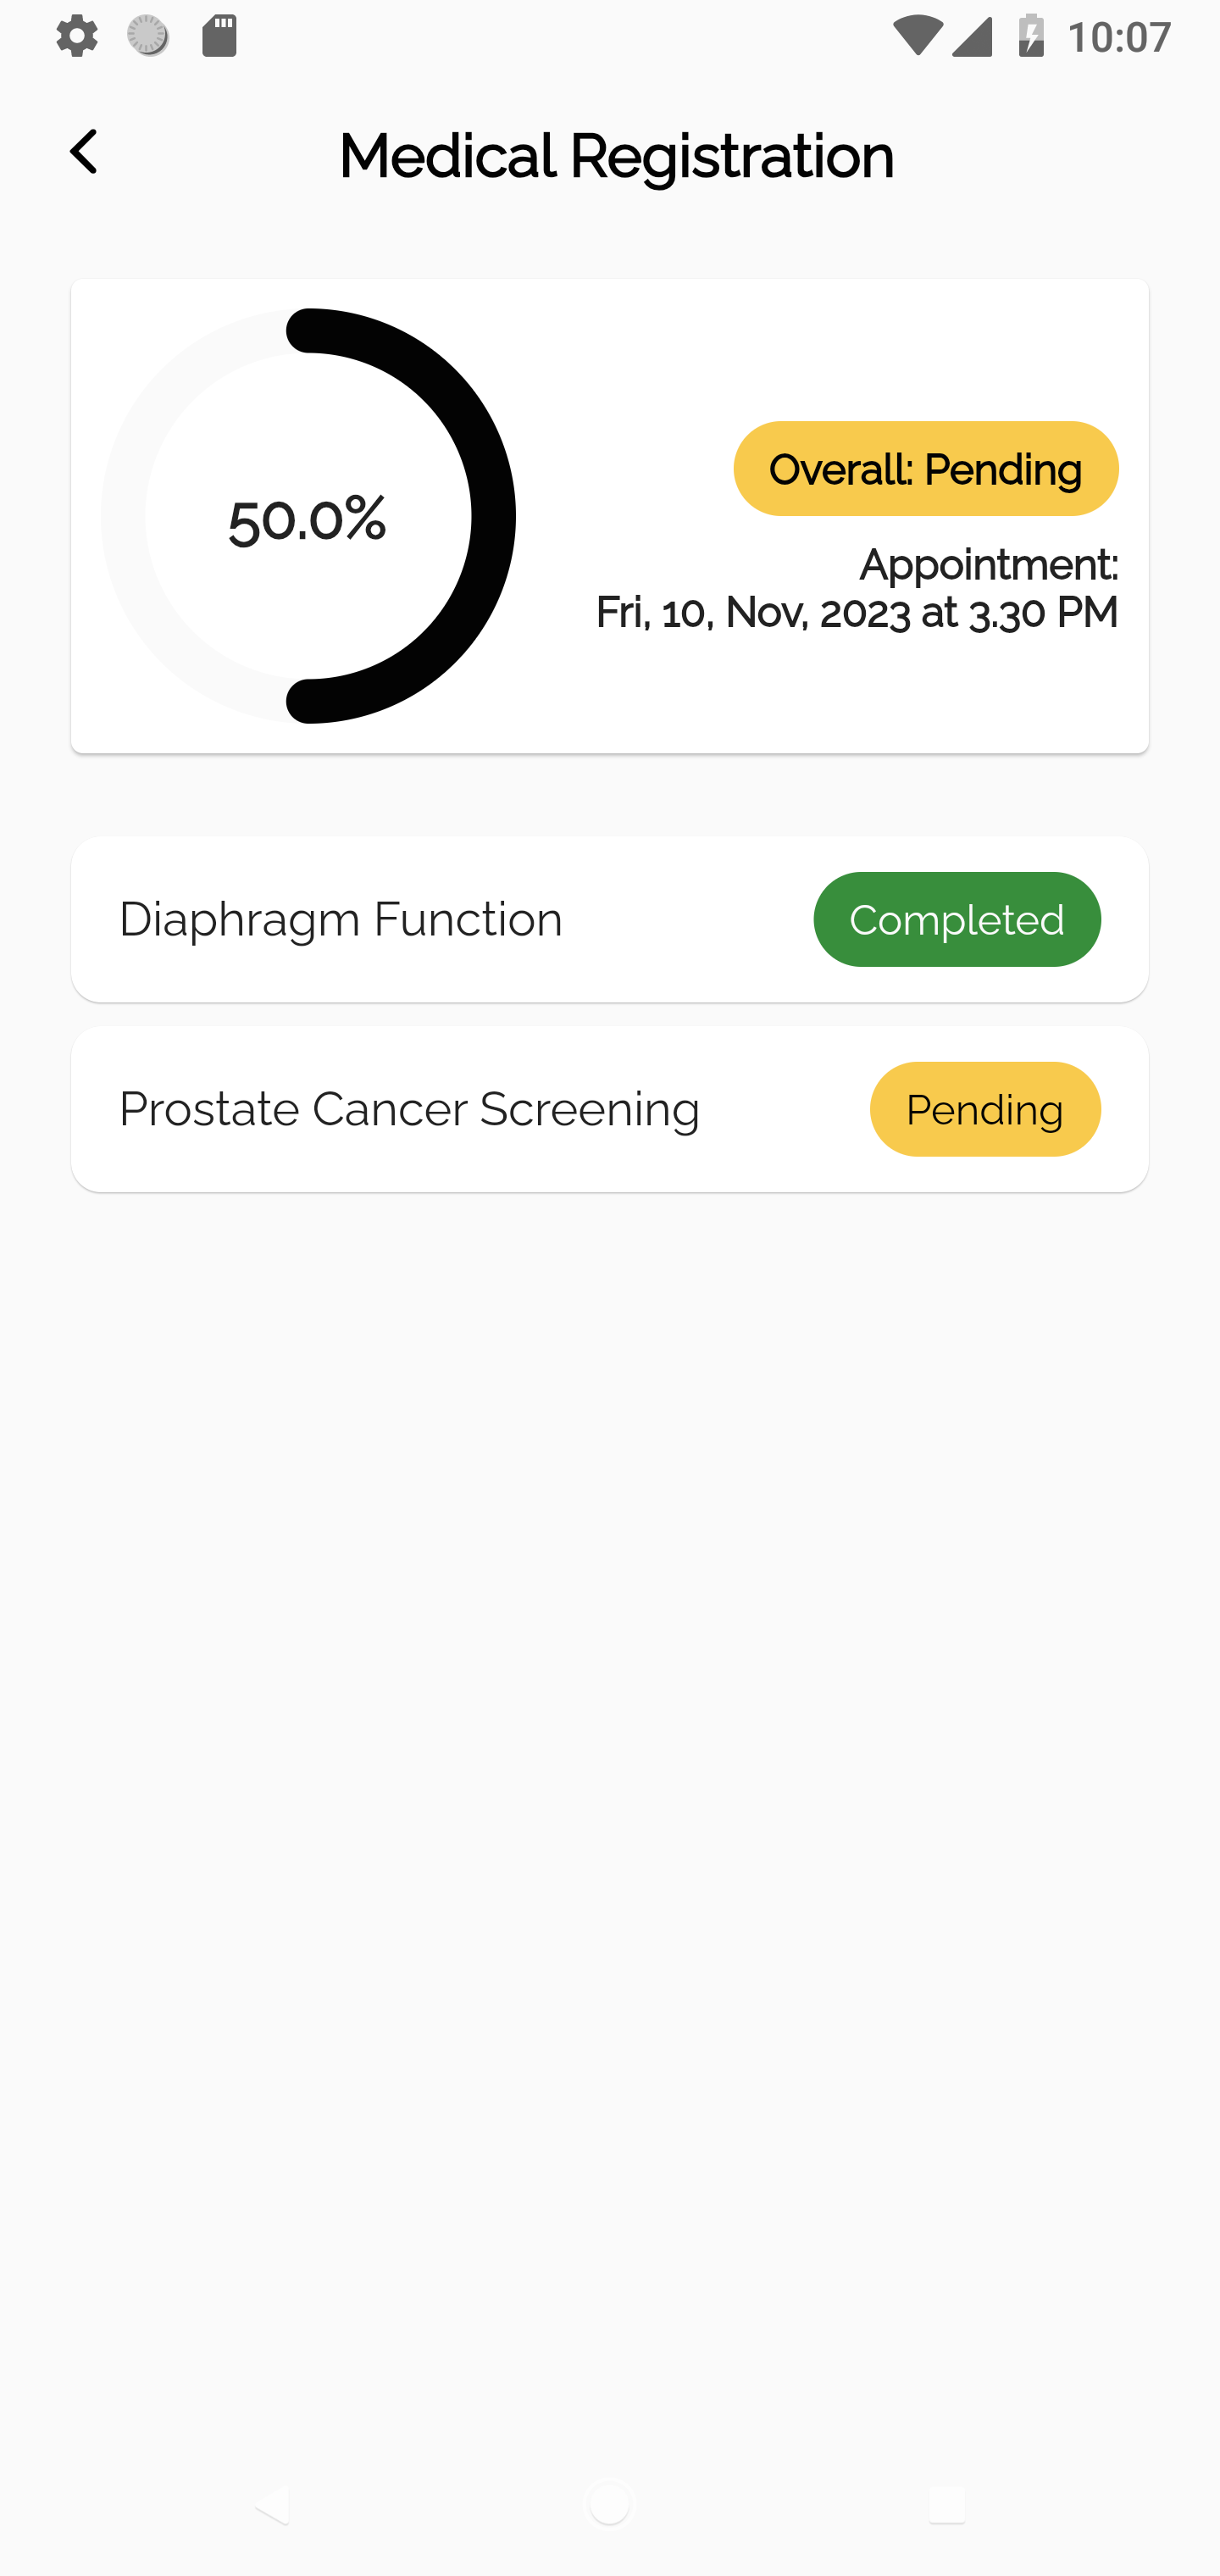 10:07
Medical Registration
50.0%
Overall: Pending
Appointment:
Fri, 10, Nov, 2023 at 3.30 PM
Diaphragm Function
Completed
Prostate Cancer Screening
Pending